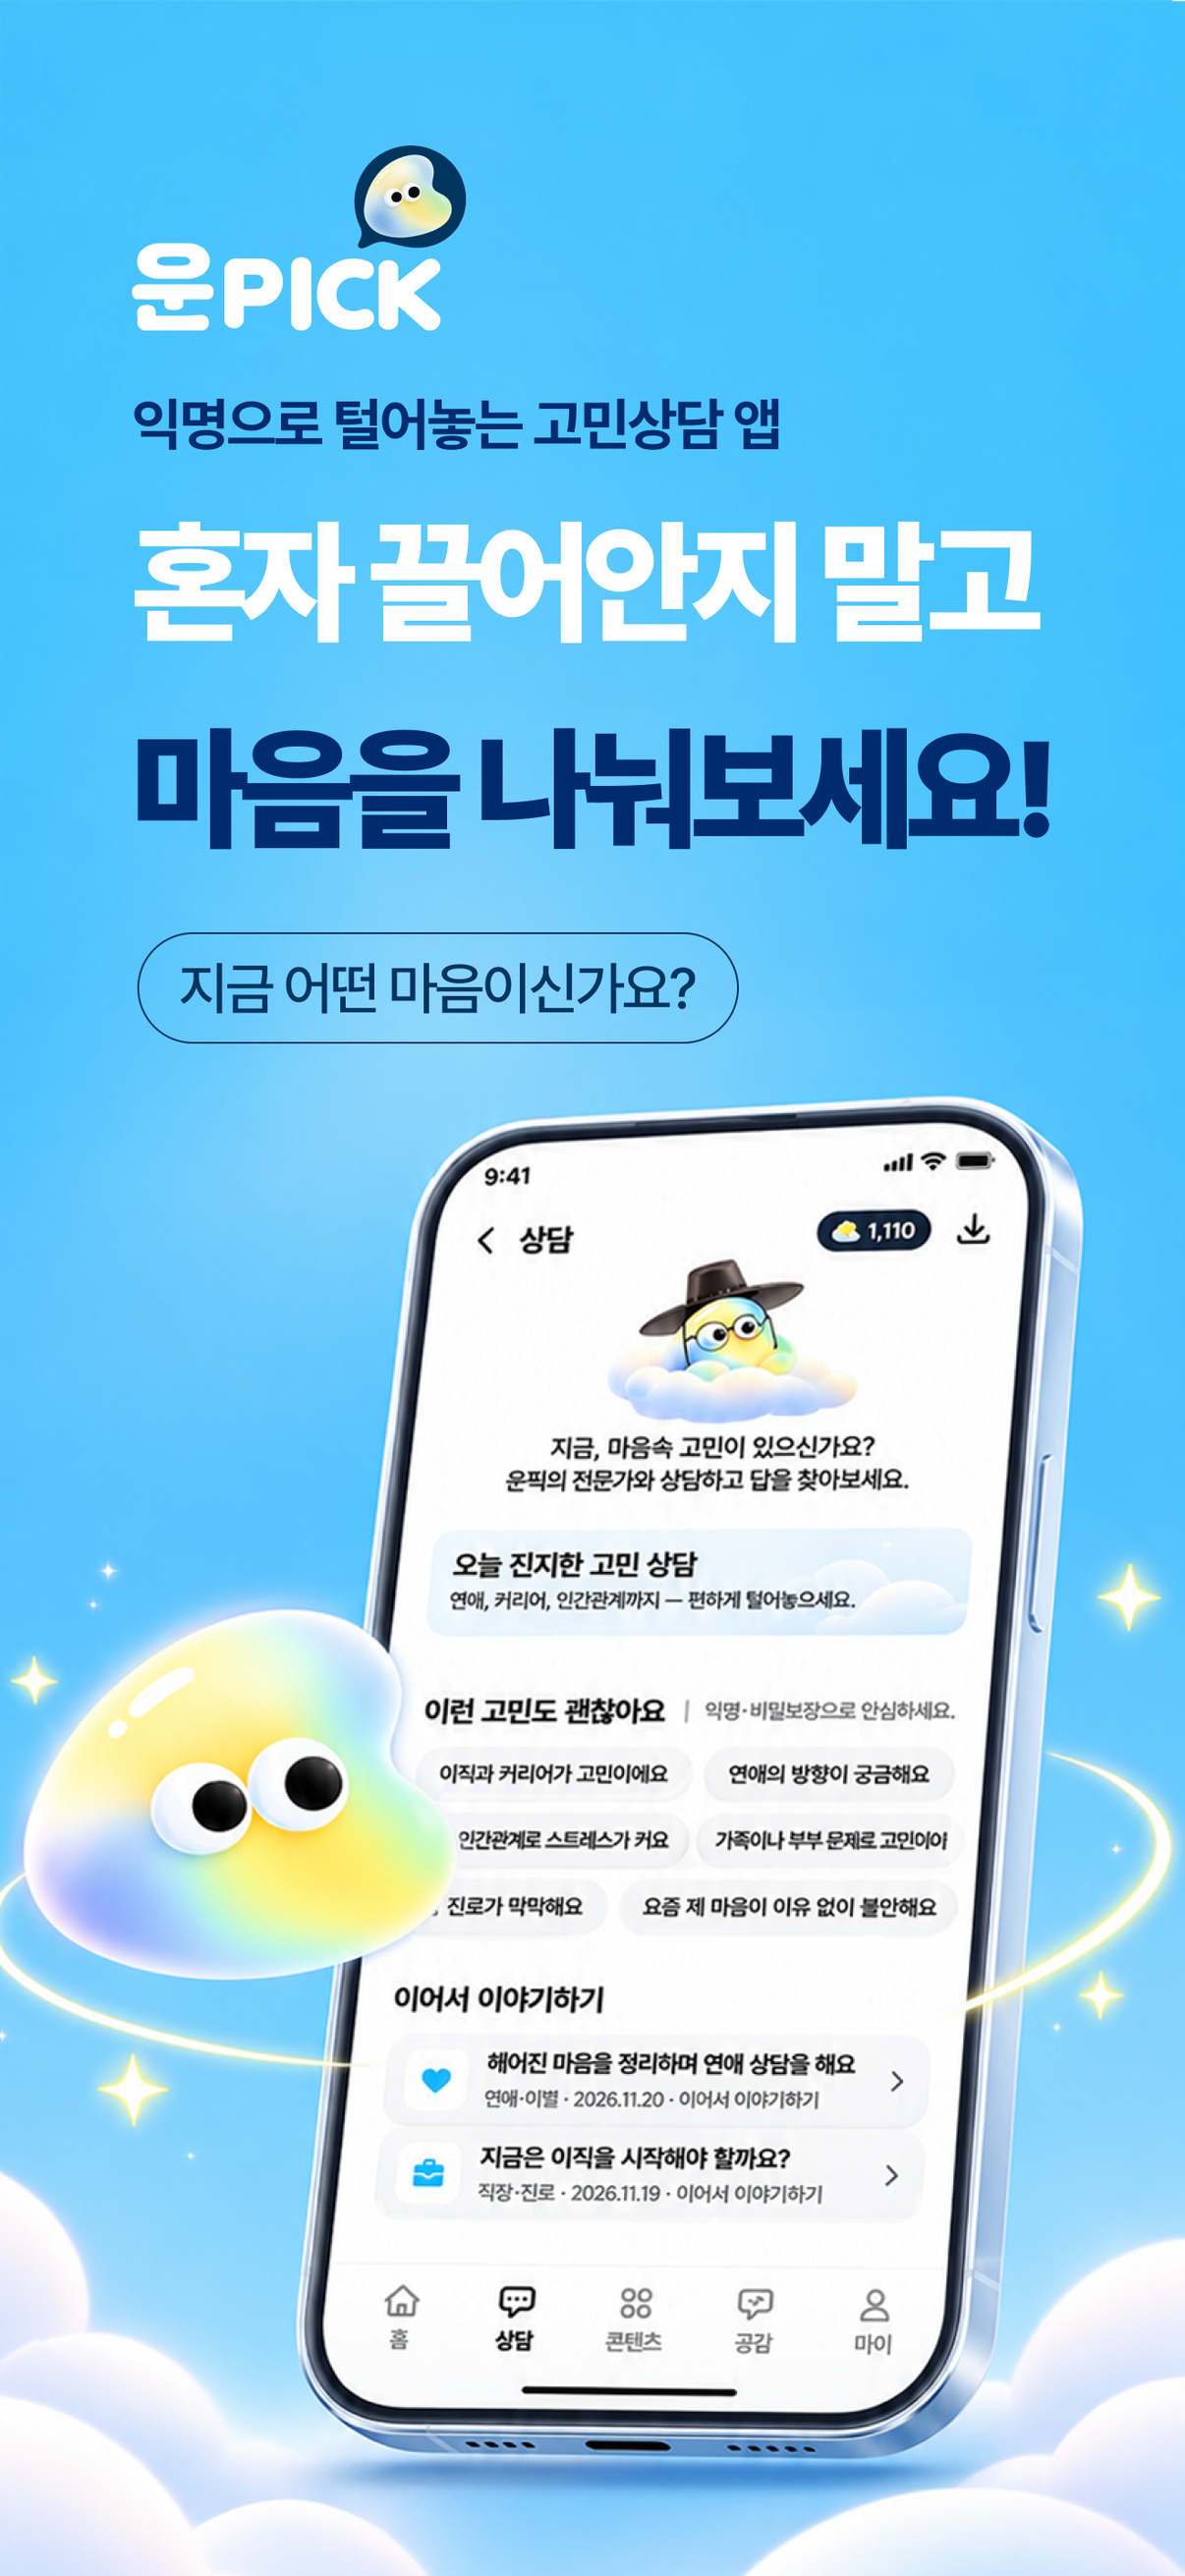 운PICK
익명으로 털어놓는 고민상담 앱
혼자 끌어안지 말고
마음을 나눠보세요!
지금 어떤 마음이신가요?
9:41
상담
1,110
지금, 마음속 고민이 있으신가요?
운픽의 전문가와 상담하고 답을 찾아보세요.
오늘 진지한 고민 상담
연애, 커리어, 인간관계까지 — 편하게 털어놓으세요.
이런 고민도 괜찮아요 | 익명·비밀보장으로 안심하세요.
이직과 커리어가 고민이에요
연애의 방향이 궁금해요
인간관계로 스트레스가 커요
가족이나 부부 문제로 고민이야
진로가 막막해요
요즘 제 마음이 이유 없이 불안해요
이어서 이야기하기
해어진 마음을 정리하며 연애 상담을 해요
연애·이별 · 2026.11.20 · 이어서 이야기하기
지금은 이직을 시작해야 할까요?
직장·진로 · 2026.11.19 · 이어서 이야기하기
홈
상담
콘텐츠
공감
마이